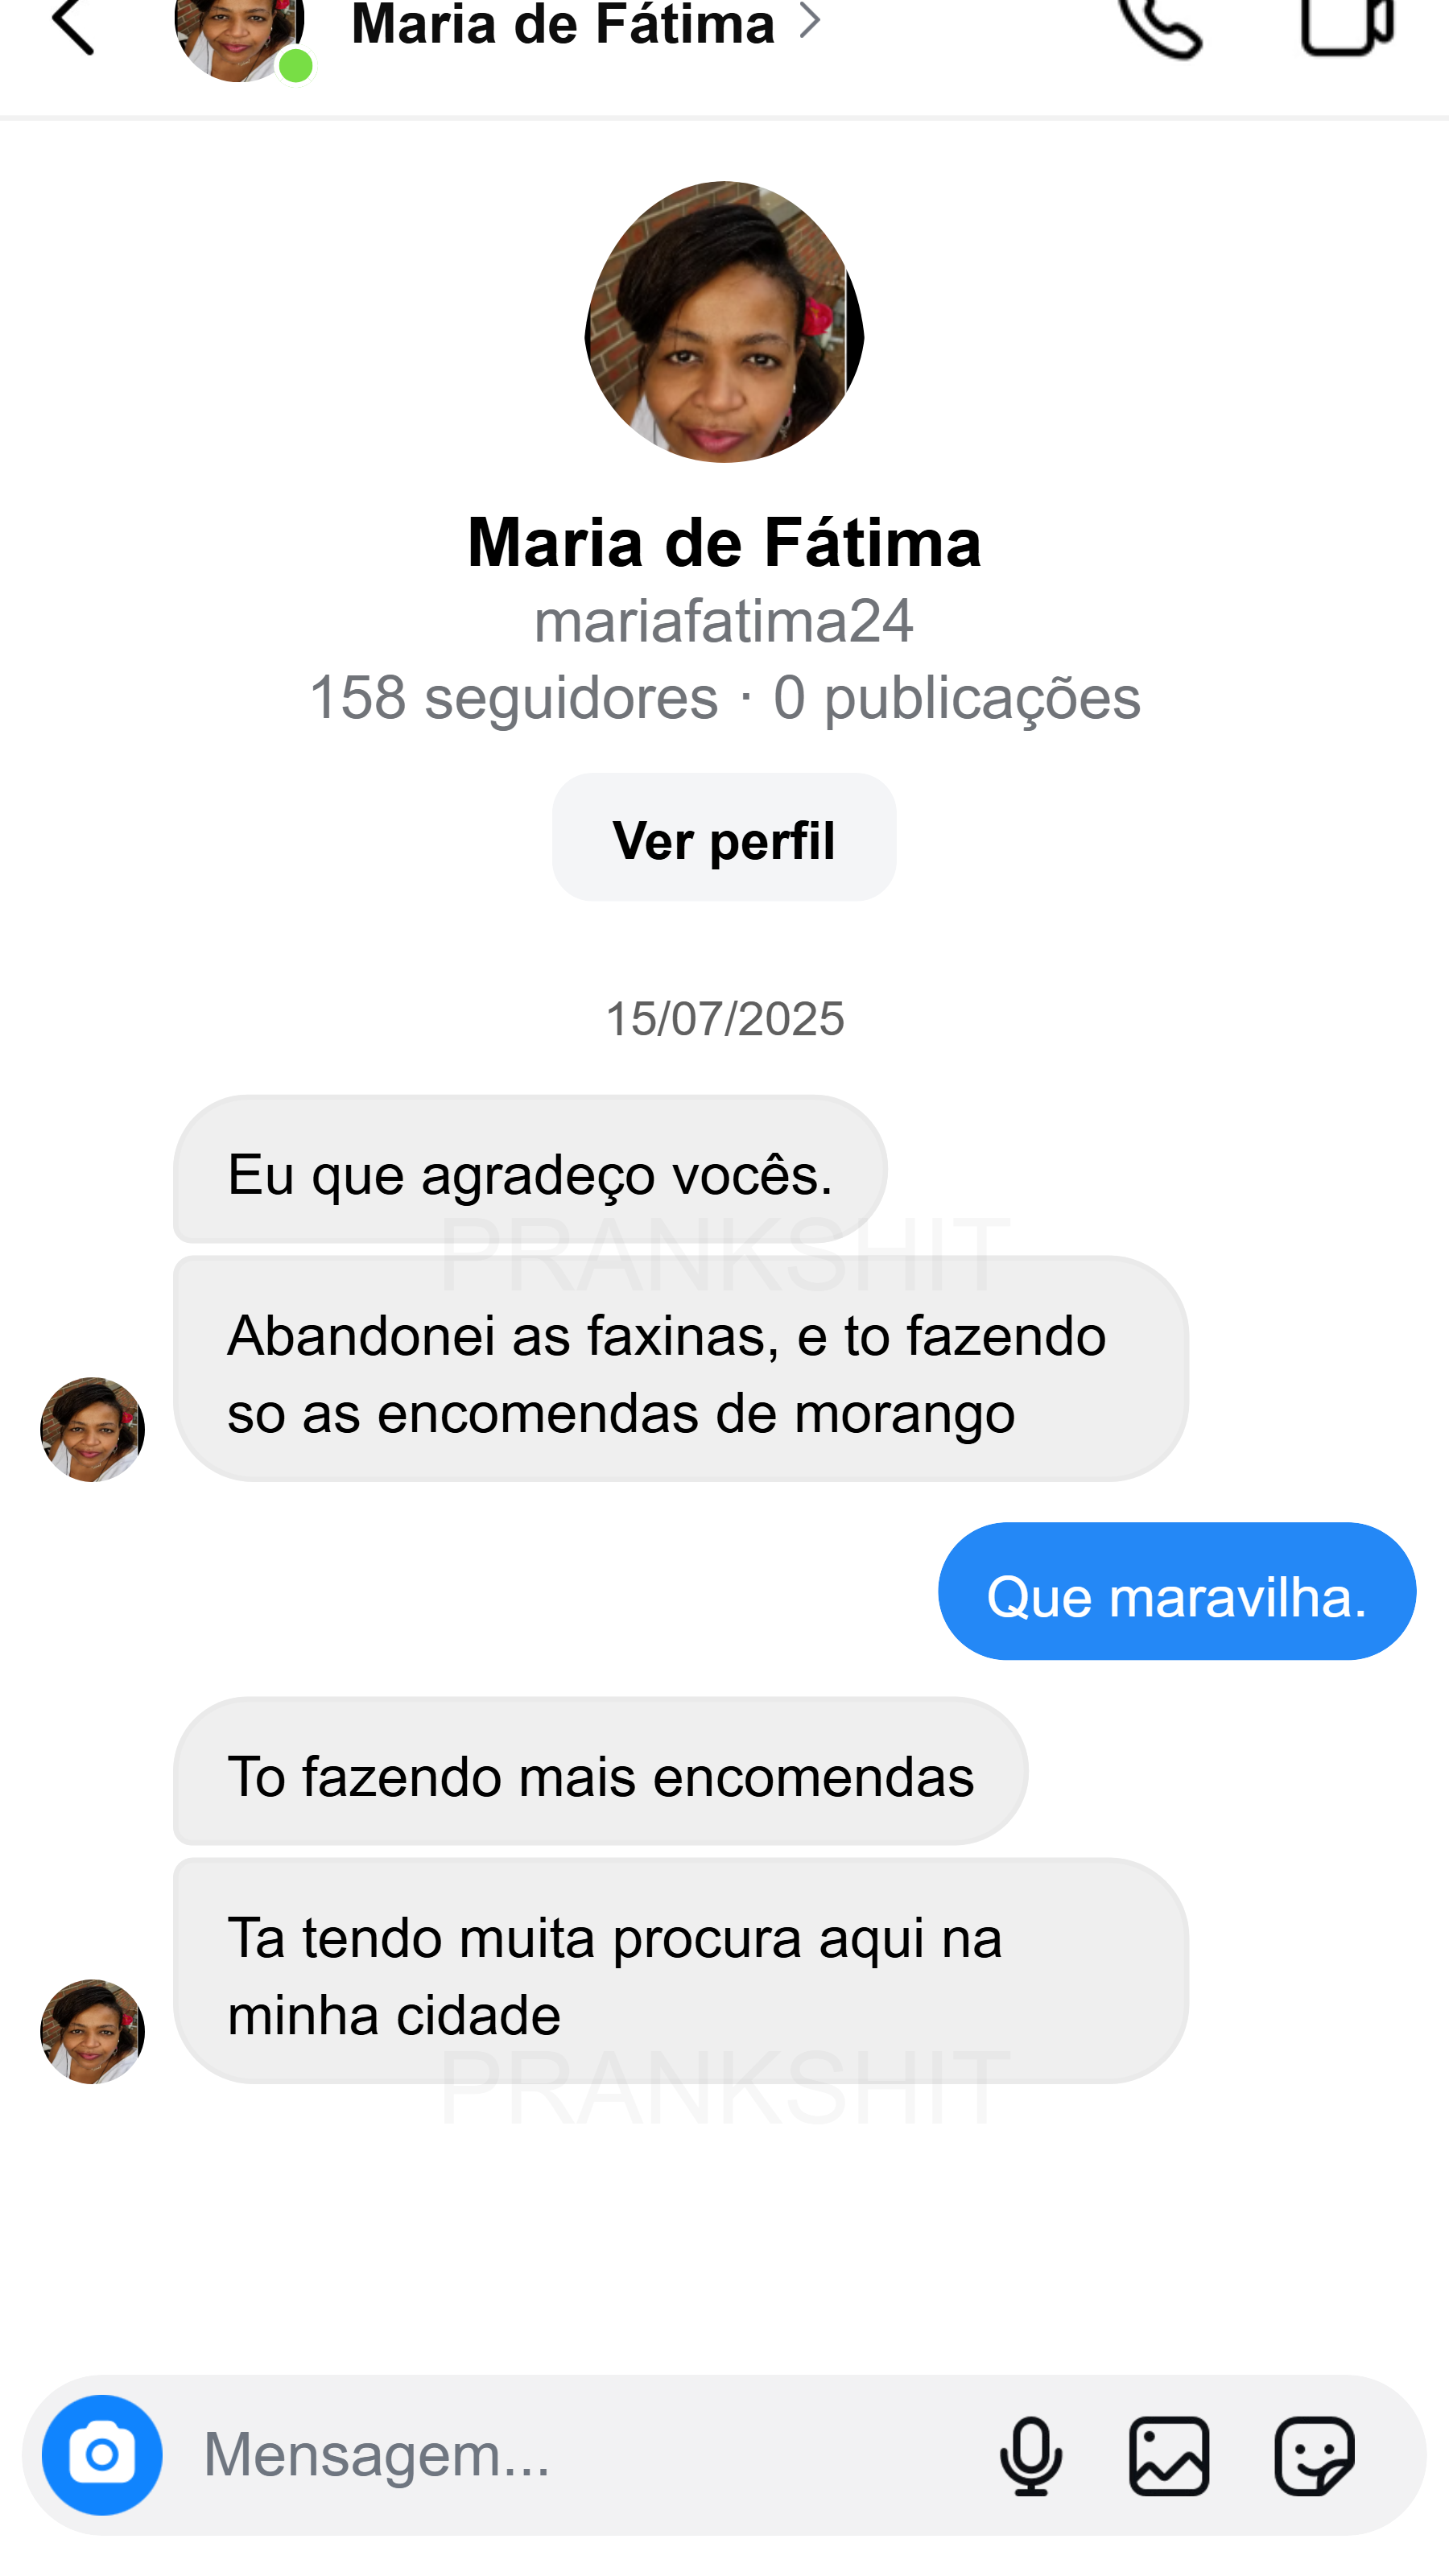 Maria de Fátima
Maria de Fátima
mariafatima24
158 seguidores · 0 publicações
Ver perfil
15/07/2025
Eu que agradeço vocês.
PRANKSHIT
Abandonei as faxinas, e to fazendo
so as encomendas de morango
Que maravilha.
To fazendo mais encomendas
Ta tendo muita procura aqui na
minha cidade
PRANKSHIT
Mensagem...